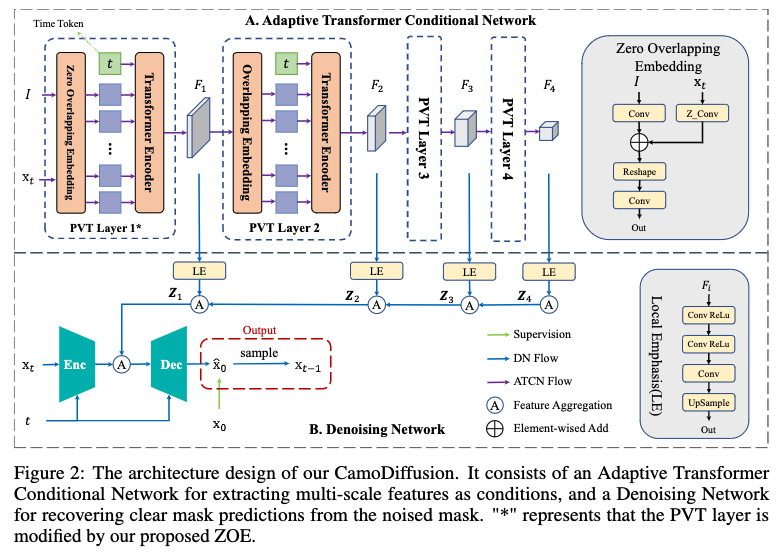 A. Adaptive Transformer Conditional Network
Time Token
I
x_t
Zero Overlapping Embedding
t
...
Transformer Encoder
PVT Layer 1*
F_1
Overlapping Embedding
t
...
Transformer Encoder
PVT Layer 2
F_2
PVT Layer 3
F_3
PVT Layer 4
F_4
Zero Overlapping
Embedding
I
x_t
Conv
Z_Conv
Reshape
Conv
Out
LE
LE
LE
LE
Z_1
Z_2
Z_3
Z_4
A
A
A
A
x_t
Enc
A
Dec
t
Output
x̂_0
sample
x_{t−1}
x_0
Supervision
DN Flow
ATCN Flow
A
Feature Aggregation
Element-wised Add
B. Denoising Network
Local Emphasis(LE)
F_i
Conv ReLu
Conv ReLu
Conv
UpSample
Out
Figure 2: The architecture design of our CamoDiffusion. It consists of an Adaptive Transformer
Conditional Network for extracting multi-scale features as conditions, and a Denoising Network
for recovering clear mask predictions from the noised mask. "*" represents that the PVT layer is
modified by our proposed ZOE.